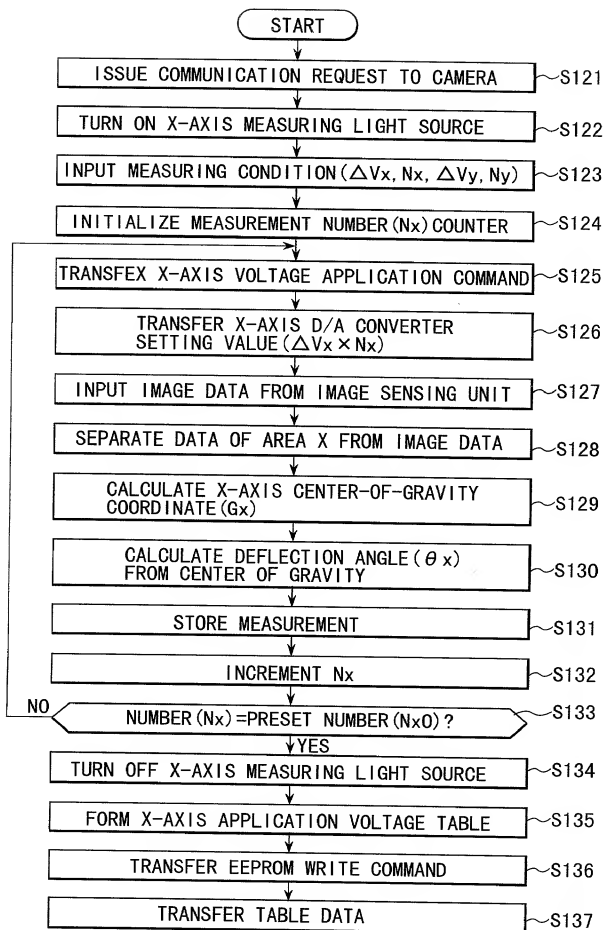 START
ISSUE COMMUNICATION REQUEST TO CAMERA
S121
TURN ON X-AXIS MEASURING LIGHT SOURCE
S122
INPUT MEASURING CONDITION(△Vx, Nx, △Vy, Ny)
S123
INITIALIZE MEASUREMENT NUMBER(Nx)COUNTER
S124
TRANSFEX X-AXIS VOLTAGE APPLICATION COMMAND
S125
TRANSFER X-AXIS D/A CONVERTER
SETTING VALUE(△Vx×Nx)
S126
INPUT IMAGE DATA FROM IMAGE SENSING UNIT
S127
SEPARATE DATA OF AREA X FROM IMAGE DATA
S128
CALCULATE X-AXIS CENTER-OF-GRAVITY
COORDINATE(Gx)
S129
CALCULATE DEFLECTION ANGLE(θx)
FROM CENTER OF GRAVITY
S130
STORE MEASUREMENT
S131
INCREMENT Nx
S132
NO
NUMBER(Nx)=PRESET NUMBER(Nx0)?
S133
YES
TURN OFF X-AXIS MEASURING LIGHT SOURCE
S134
FORM X-AXIS APPLICATION VOLTAGE TABLE
S135
TRANSFER EEPROM WRITE COMMAND
S136
TRANSFER TABLE DATA
S137